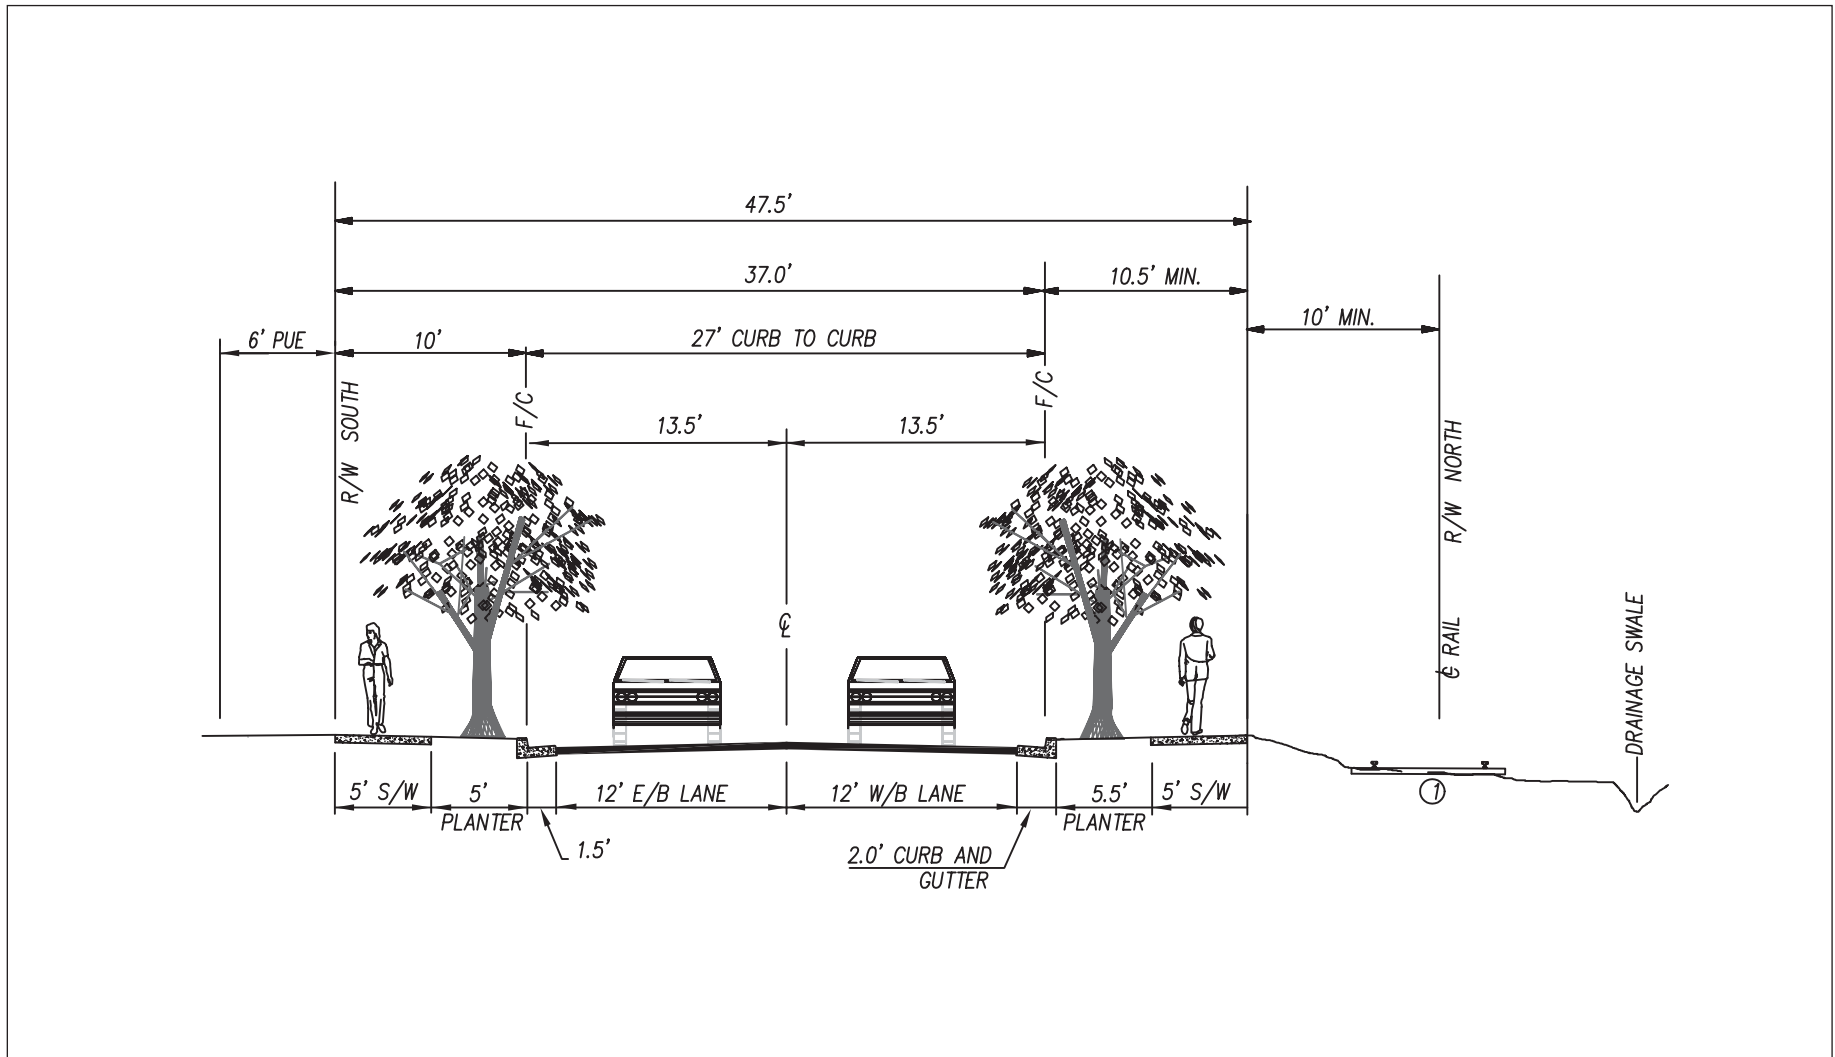 47.5'
37.0'
10.5' MIN.
10' MIN.
6' PUE
10'
27' CURB TO CURB
R/W SOUTH
F/C
F/C
13.5'
13.5'
R/W NORTH
℄
℄ RAIL
DRAINAGE SWALE
5' S/W
5'
PLANTER
12' E/B LANE
12' W/B LANE
5.5'
PLANTER
5' S/W
1
1.5'
2.0' CURB AND
GUTTER